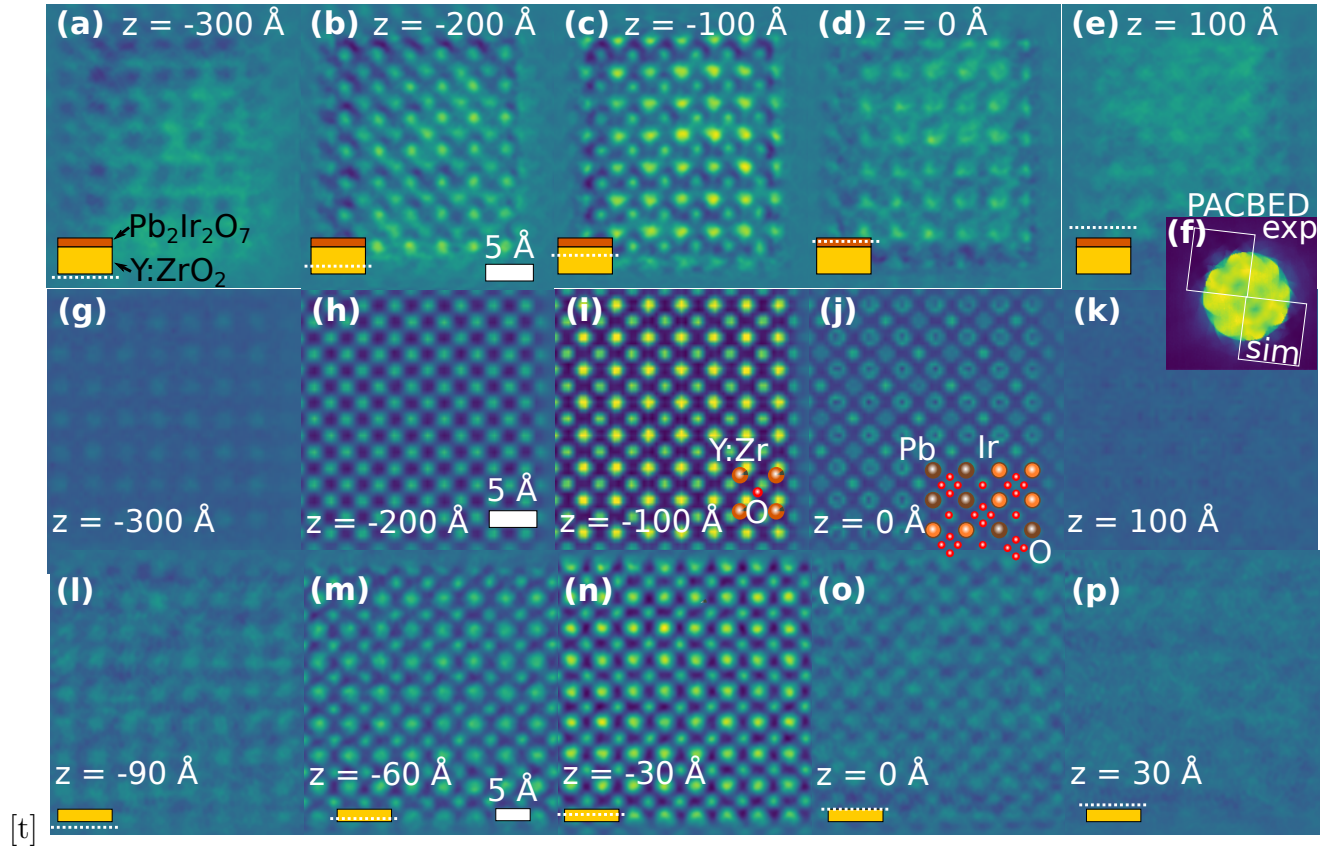 (a) z = -300 Å
(b) z = -200 Å
(c) z = -100 Å
(d) z = 0 Å
(e) z = 100 Å
Pb₂Ir₂O₇
Y:ZrO₂
5 Å
PACBED
(f) exp
sim
(g)
z = -300 Å
(h)
5 Å
z = -200 Å
(i)
Y:Zr
O
z = -100 Å
(j)
Pb Ir
z = 0 Å
O
(k)
z = 100 Å
(l)
z = -90 Å
(m)
z = -60 Å
5 Å
(n)
z = -30 Å
(o)
z = 0 Å
(p)
z = 30 Å
[t]